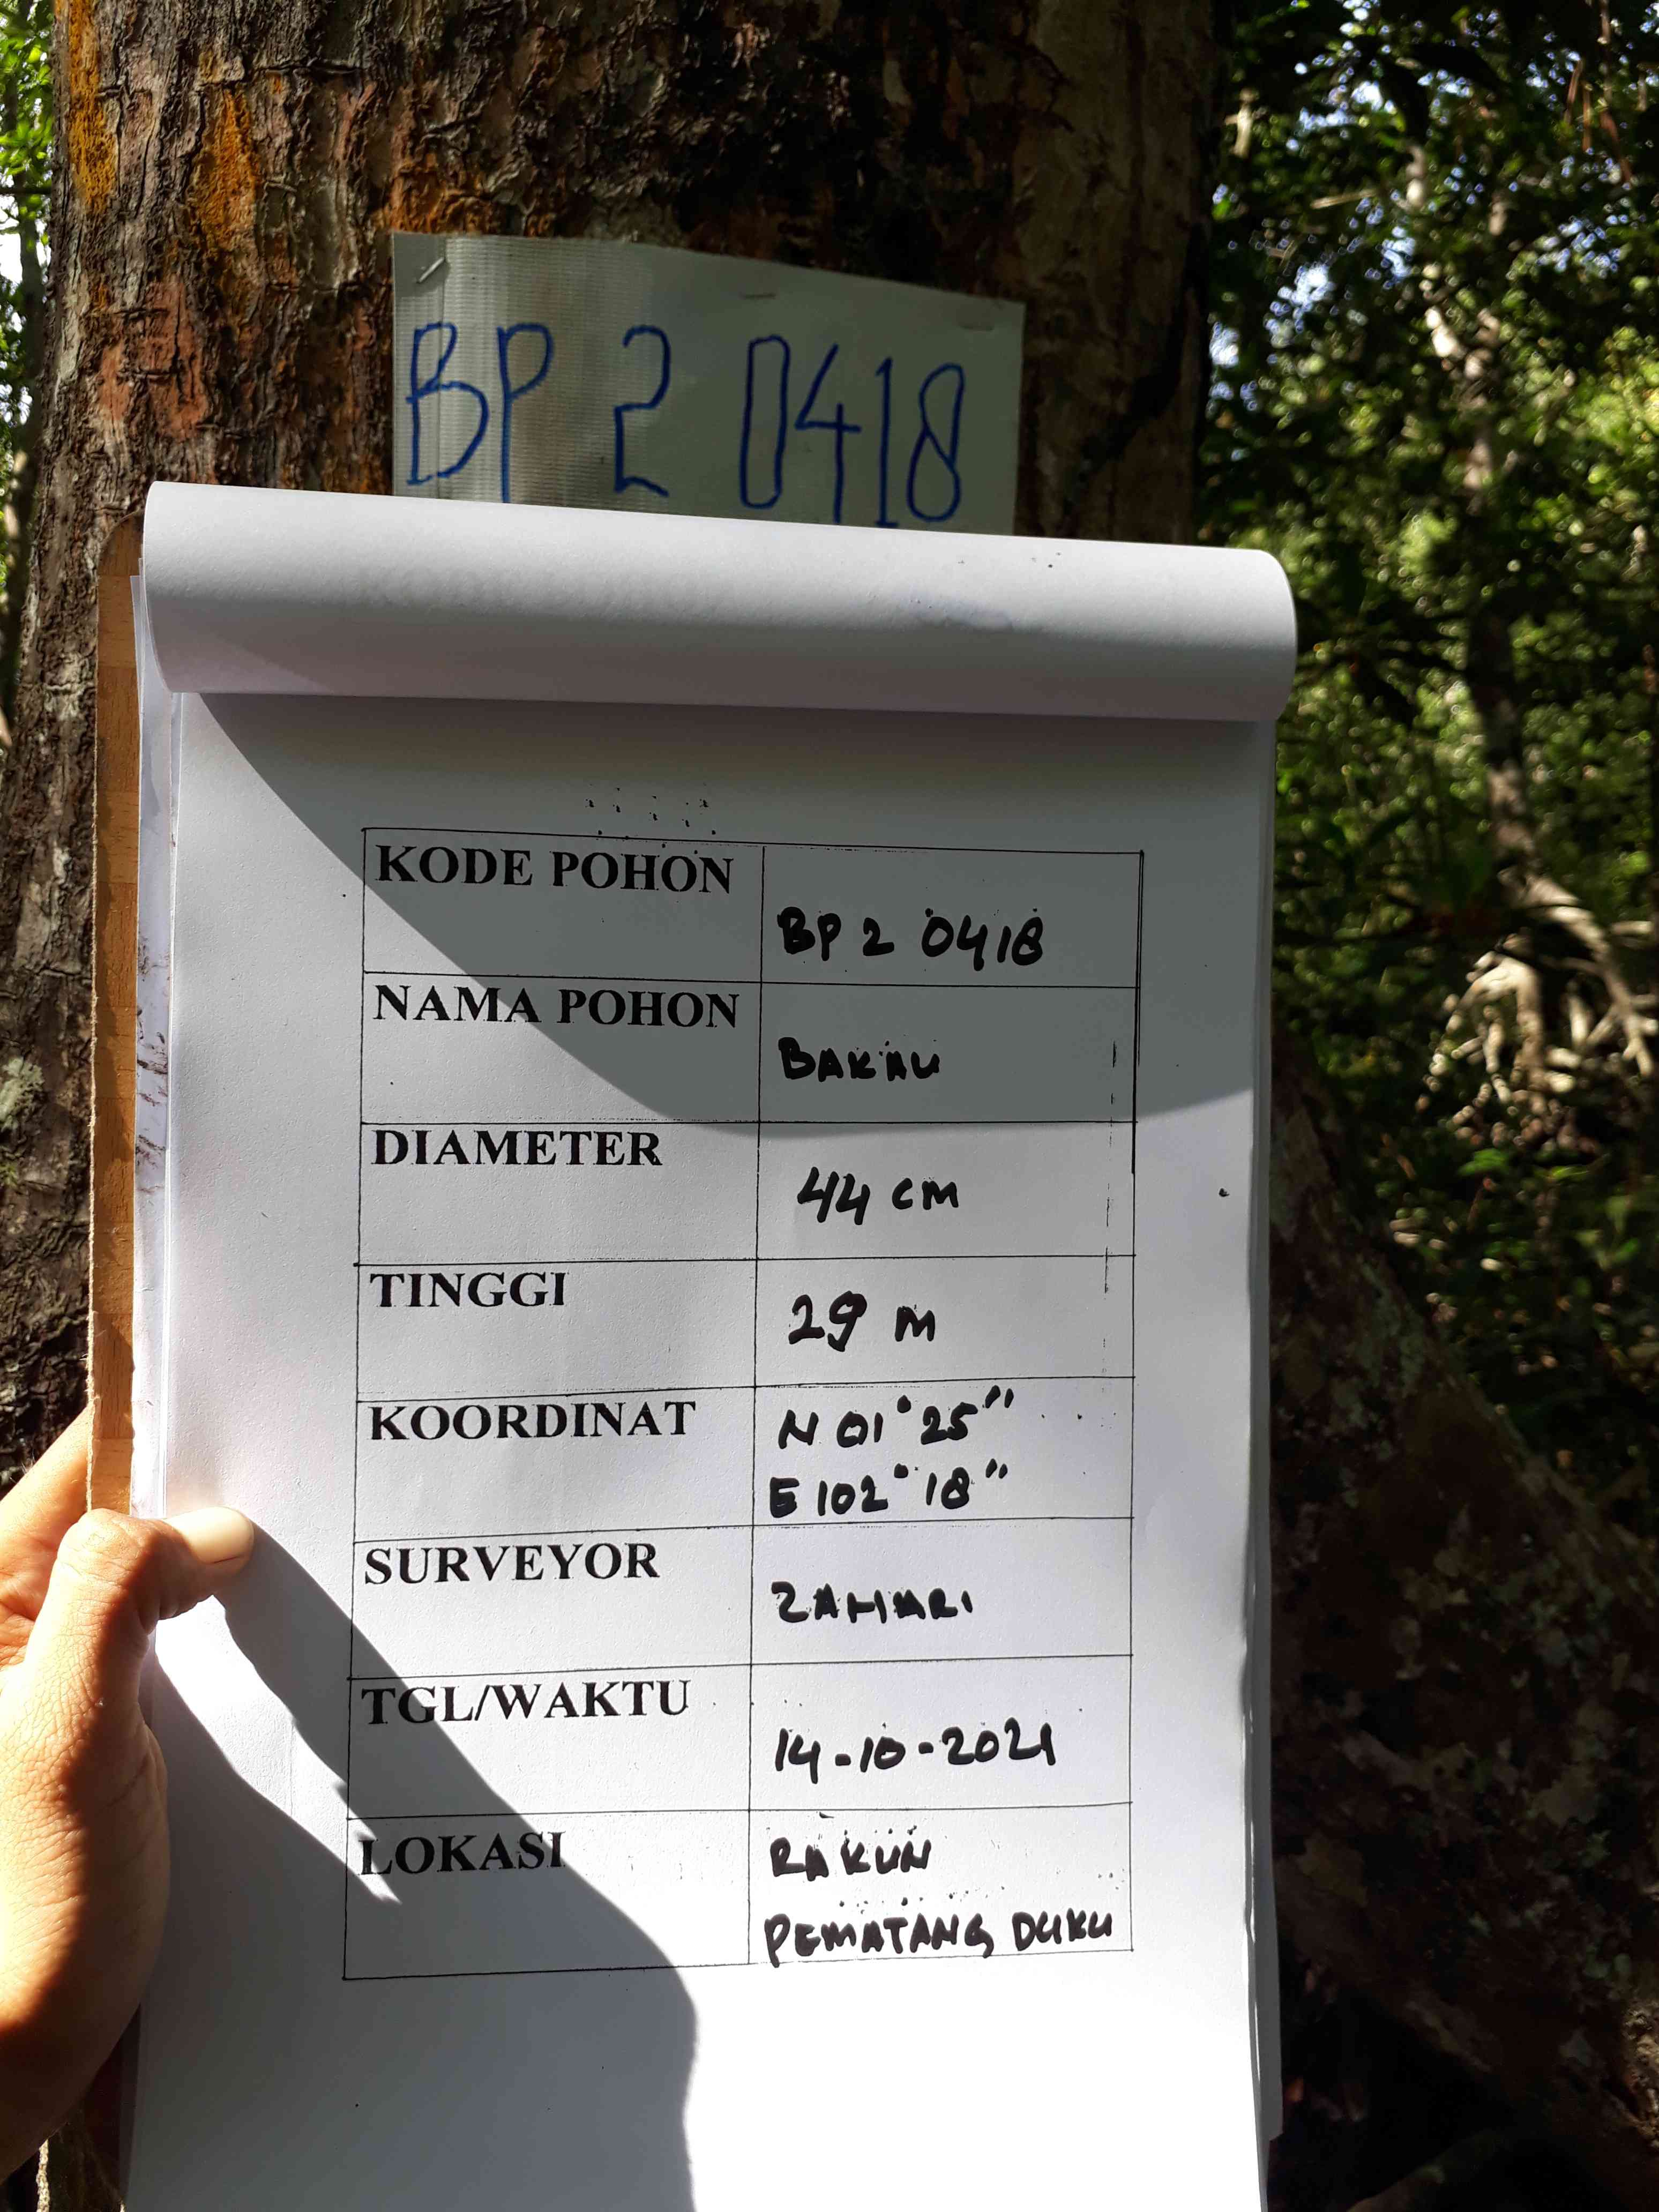 BP 2 0418
KODE POHON
BP 2 0418
NAMA POHON
BAKAU
DIAMETER
44 cm
TINGGI
29 m
KOORDINAT
N 01° 25"
E 102° 18"
SURVEYOR
ZAHARI
TGL/WAKTU
14-10-2021
LOKASI
RAKUN
PEMATANG DUKU